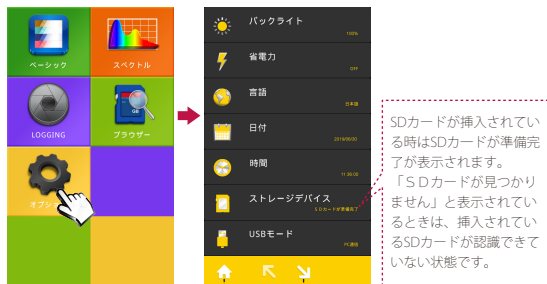 ベーシック
スペクトル
LOGGING
ブラウザー
オプショ
バックライト
100%
省電力
OFF
言語
日本語
日付
2019/00/00
時間
11:36:00
ストレージデバイス
SDカードが準備完了
USBモード
PC通信
SDカードが挿入されてい
る時はSDカードが準備完
了が表示されます。
「ＳＤカードが見つかり
ません」と表示されてい
るときは、挿入されてい
るSDカードが認識できて
いない状態です。